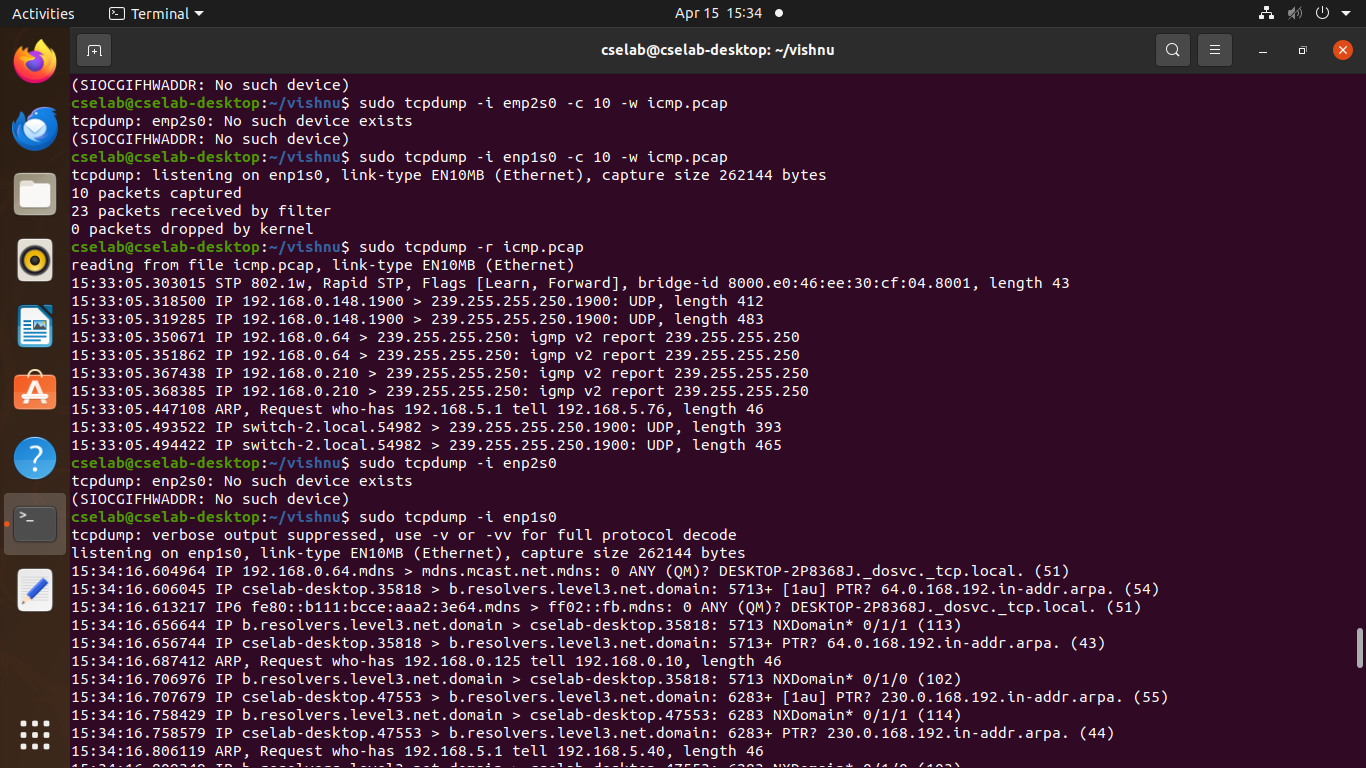 Activities
Terminal
Apr 15 15:34
cselab@cselab-desktop: ~/vishnu
(SIOCGIFHWADDR: No such device)
cselab@cselab-desktop:~/vishnu$ sudo tcpdump -i emp2s0 -c 10 -w icmp.pcap
tcpdump: emp2s0: No such device exists
(SIOCGIFHWADDR: No such device)
cselab@cselab-desktop:~/vishnu$ sudo tcpdump -i enp1s0 -c 10 -w icmp.pcap
tcpdump: listening on enp1s0, link-type EN10MB (Ethernet), capture size 262144 bytes
10 packets captured
23 packets received by filter
0 packets dropped by kernel
cselab@cselab-desktop:~/vishnu$ sudo tcpdump -r icmp.pcap
reading from file icmp.pcap, link-type EN10MB (Ethernet)
15:33:05.303015 STP 802.1w, Rapid STP, Flags [Learn, Forward], bridge-id 8000.e0:46:ee:30:cf:04.8001, length 43
15:33:05.318500 IP 192.168.0.148.1900 > 239.255.255.250.1900: UDP, length 412
15:33:05.319285 IP 192.168.0.148.1900 > 239.255.255.250.1900: UDP, length 483
15:33:05.350671 IP 192.168.0.64 > 239.255.255.250: igmp v2 report 239.255.255.250
15:33:05.351862 IP 192.168.0.64 > 239.255.255.250: igmp v2 report 239.255.255.250
15:33:05.367438 IP 192.168.0.210 > 239.255.255.250: igmp v2 report 239.255.255.250
15:33:05.368385 IP 192.168.0.210 > 239.255.255.250: igmp v2 report 239.255.255.250
15:33:05.447108 ARP, Request who-has 192.168.5.1 tell 192.168.5.76, length 46
15:33:05.493522 IP switch-2.local.54982 > 239.255.255.250.1900: UDP, length 393
15:33:05.494422 IP switch-2.local.54982 > 239.255.255.250.1900: UDP, length 465
cselab@cselab-desktop:~/vishnu$ sudo tcpdump -i enp2s0
tcpdump: enp2s0: No such device exists
(SIOCGIFHWADDR: No such device)
cselab@cselab-desktop:~/vishnu$ sudo tcpdump -i enp1s0
tcpdump: verbose output suppressed, use -v or -vv for full protocol decode
listening on enp1s0, link-type EN10MB (Ethernet), capture size 262144 bytes
15:34:16.604964 IP 192.168.0.64.mdns > mdns.mcast.net.mdns: 0 ANY (QM)? DESKTOP-2P8368J._dosvc._tcp.local. (51)
15:34:16.606045 IP cselab-desktop.35818 > b.resolvers.level3.net.domain: 5713+ [1au] PTR? 64.0.168.192.in-addr.arpa. (54)
15:34:16.613217 IP6 fe80::b111:bcce:aaa2:3e64.mdns > ff02::fb.mdns: 0 ANY (QM)? DESKTOP-2P8368J._dosvc._tcp.local. (51)
15:34:16.656644 IP b.resolvers.level3.net.domain > cselab-desktop.35818: 5713 NXDomain* 0/1/1 (113)
15:34:16.656744 IP cselab-desktop.35818 > b.resolvers.level3.net.domain: 5713+ PTR? 64.0.168.192.in-addr.arpa. (43)
15:34:16.687412 ARP, Request who-has 192.168.0.125 tell 192.168.0.10, length 46
15:34:16.706976 IP b.resolvers.level3.net.domain > cselab-desktop.35818: 5713 NXDomain* 0/1/0 (102)
15:34:16.707679 IP cselab-desktop.47553 > b.resolvers.level3.net.domain: 6283+ [1au] PTR? 230.0.168.192.in-addr.arpa. (55)
15:34:16.758429 IP b.resolvers.level3.net.domain > cselab-desktop.47553: 6283 NXDomain* 0/1/1 (114)
15:34:16.758579 IP cselab-desktop.47553 > b.resolvers.level3.net.domain: 6283+ PTR? 230.0.168.192.in-addr.arpa. (44)
15:34:16.806119 ARP, Request who-has 192.168.5.1 tell 192.168.5.40, length 46